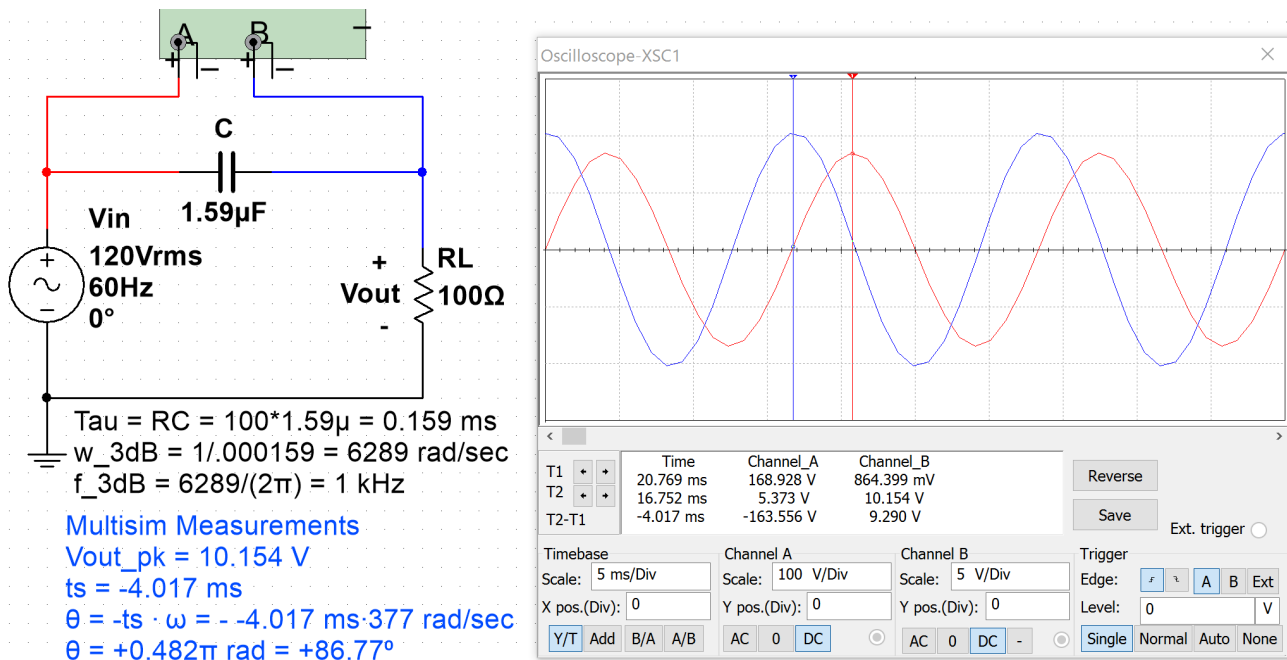 A B
+ − + −
C
1.59µF
Vin
120Vrms
60Hz
0°
+
Vout
-
RL
100Ω
Tau = RC = 100*1.59µ = 0.159 ms
w_3dB = 1/.000159 = 6289 rad/sec
f_3dB = 6289/(2π) = 1 kHz
Multisim Measurements
Vout_pk = 10.154 V
ts = -4.017 ms
θ = -ts · ω = - -4.017 ms·377 rad/sec
θ = +0.482π rad = +86.77º
Oscilloscope-XSC1
Time Channel_A Channel_B
T1 20.769 ms 168.928 V 864.399 mV
T2 16.752 ms 5.373 V 10.154 V
T2-T1 -4.017 ms -163.556 V 9.290 V
Reverse
Save
Ext. trigger
Timebase
Scale: 5 ms/Div
X pos.(Div): 0
Y/T Add B/A A/B
Channel A
Scale: 100 V/Div
Y pos.(Div): 0
AC 0 DC
Channel B
Scale: 5 V/Div
Y pos.(Div): 0
AC 0 DC -
Trigger
Edge: A B Ext
Level: 0 V
Single Normal Auto None